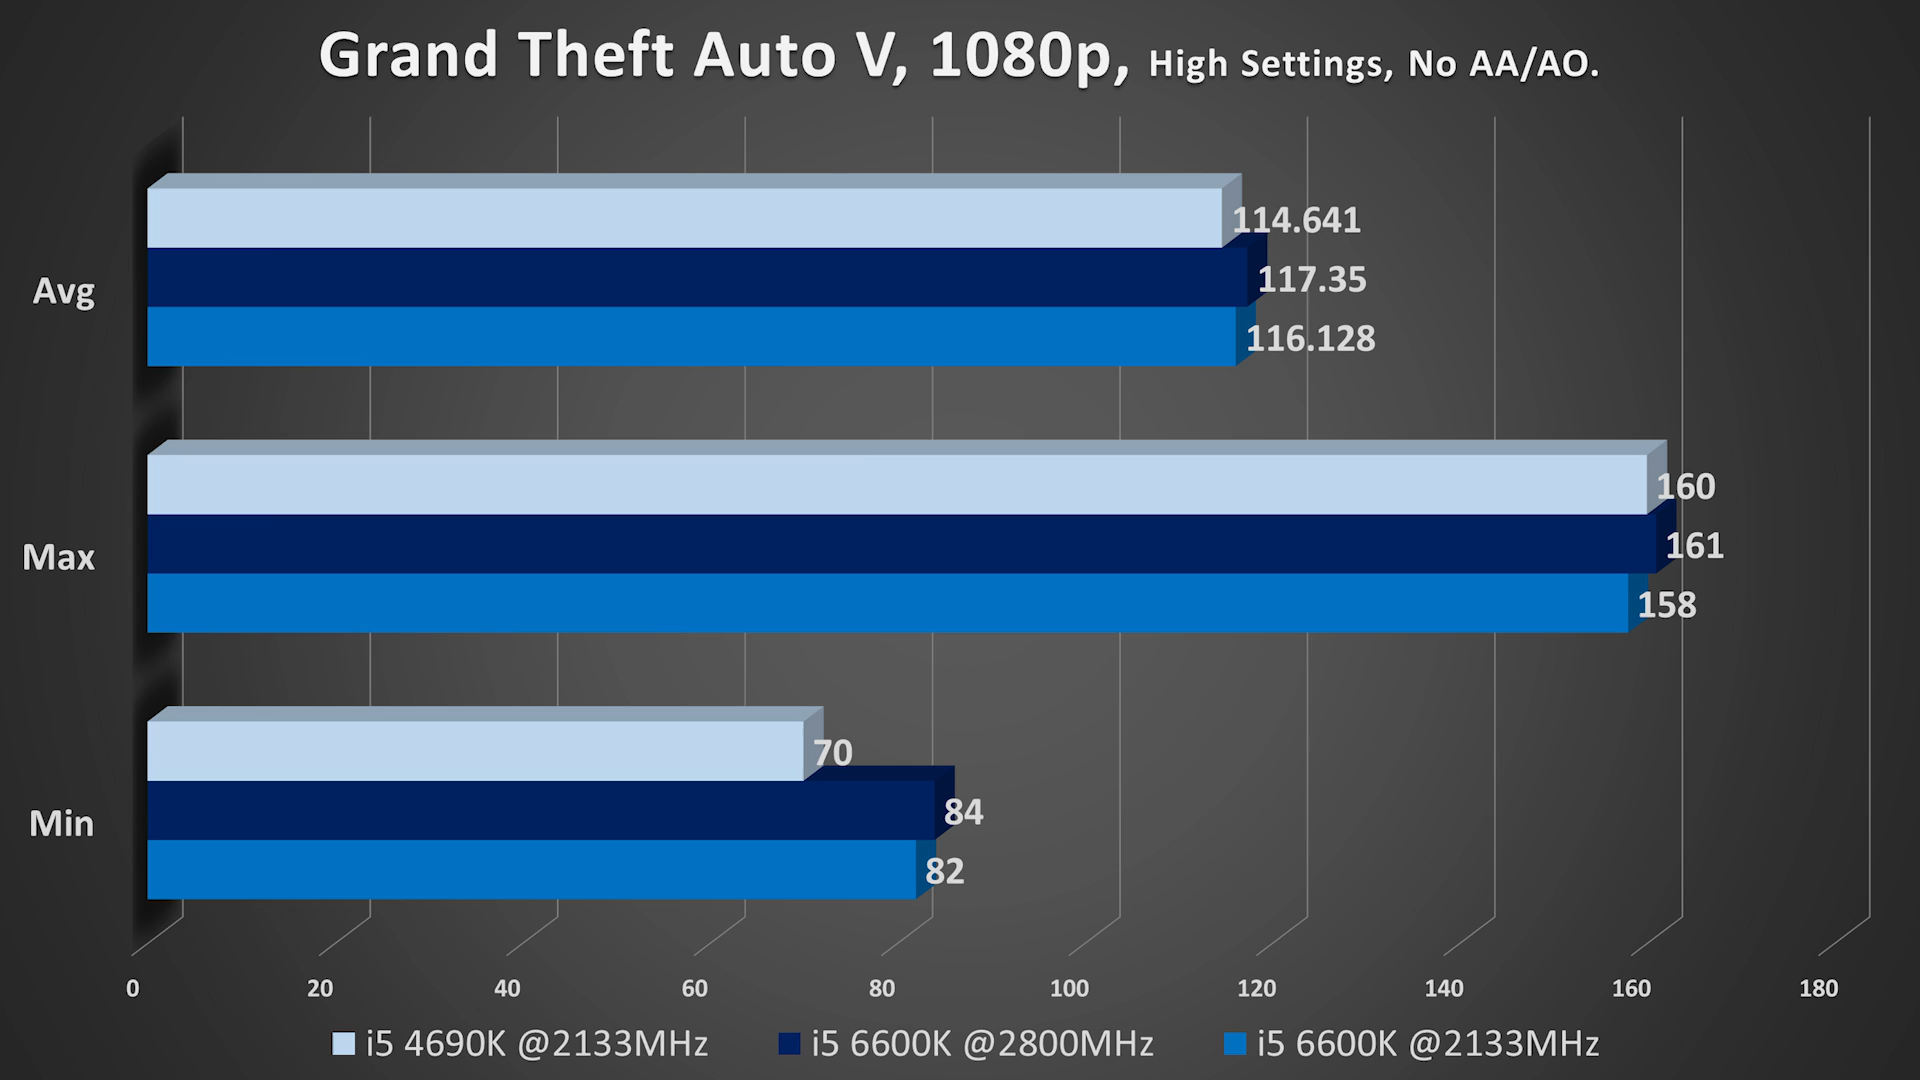 Grand Theft Auto V, 1080p, High Settings, No AA/AO.
Avg
114.641
117.35
116.128
Max
160
161
158
Min
70
84
82
0 20 40 60 80 100 120 140 160 180
i5 4690K @2133MHz i5 6600K @2800MHz i5 6600K @2133MHz